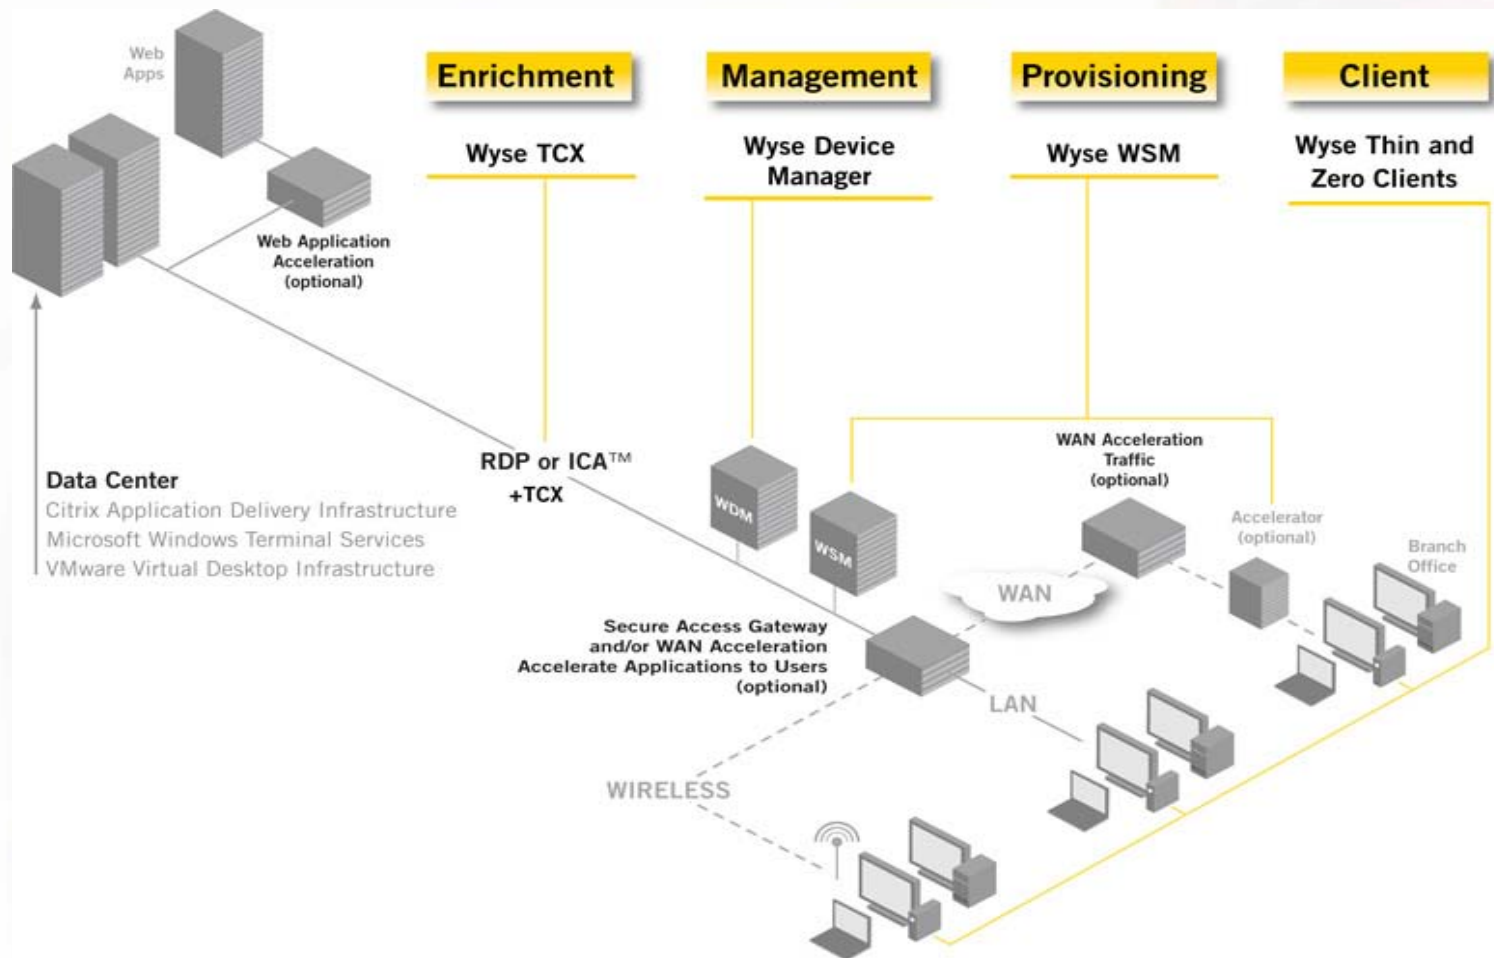 Web
Apps
Enrichment
Management
Provisioning
Client
Wyse TCX
Wyse Device
Manager
Wyse WSM
Wyse Thin and
Zero Clients
Web Application
Acceleration
(optional)
RDP or ICA™
+TCX
Data Center
Citrix Application Delivery Infrastructure
Microsoft Windows Terminal Services
VMware Virtual Desktop Infrastructure
WDM
WSM
WAN Acceleration
Traffic
(optional)
Accelerator
(optional)
Branch
Office
WAN
Secure Access Gateway
and/or WAN Acceleration
Accelerate Applications to Users
(optional)
LAN
WIRELESS